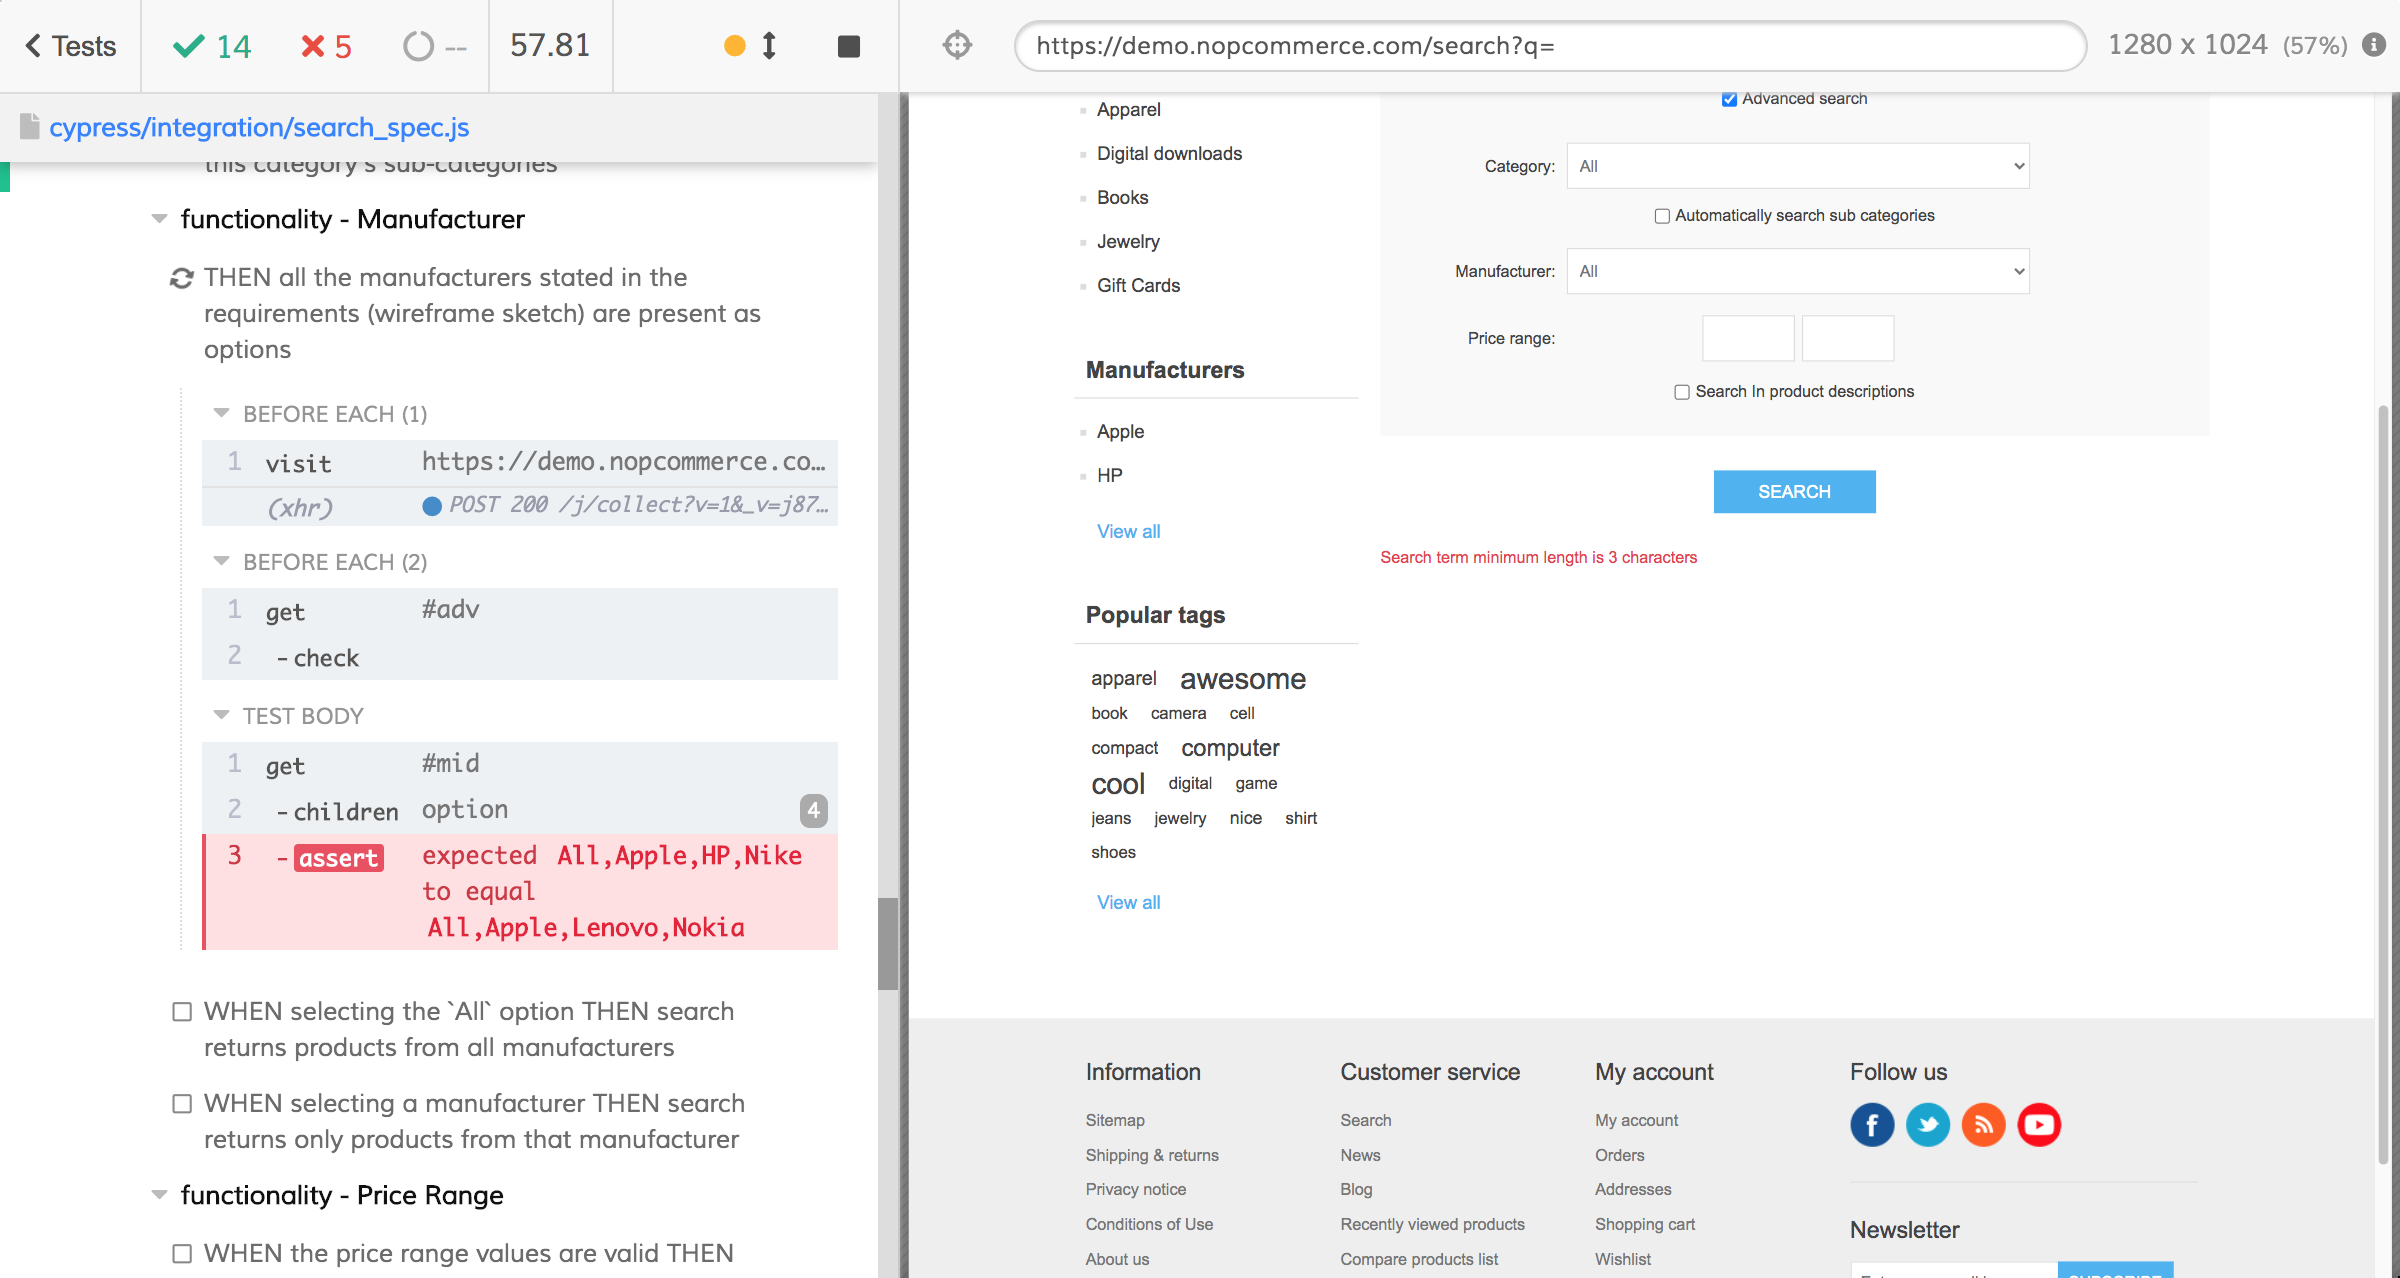 Tests
14
5
--
57.81
https://demo.nopcommerce.com/search?q=
1280 x 1024 (57%)
cypress/integration/search_spec.js
this category's sub-categories
functionality - Manufacturer
THEN all the manufacturers stated in the
requirements (wireframe sketch) are present as
options
BEFORE EACH (1)
1 visit https://demo.nopcommerce.co…
(xhr) POST 200 /j/collect?v=1&_v=j87…
BEFORE EACH (2)
1 get #adv
2 -check
TEST BODY
1 get #mid
2 -children option 4
3 -assert expected All,Apple,HP,Nike
to equal
All,Apple,Lenovo,Nokia
WHEN selecting the `All` option THEN search
returns products from all manufacturers
WHEN selecting a manufacturer THEN search
returns only products from that manufacturer
functionality - Price Range
WHEN the price range values are valid THEN
Apparel
Digital downloads
Books
Jewelry
Gift Cards
Manufacturers
Apple
HP
View all
Popular tags
apparel awesome
book camera cell
compact computer
cool digital game
jeans jewelry nice shirt
shoes
View all
Advanced search
Category: All
Automatically search sub categories
Manufacturer: All
Price range:
Search In product descriptions
SEARCH
Search term minimum length is 3 characters
Information
Sitemap
Shipping & returns
Privacy notice
Conditions of Use
About us
Customer service
Search
News
Blog
Recently viewed products
Compare products list
My account
My account
Orders
Addresses
Shopping cart
Wishlist
Follow us
Newsletter